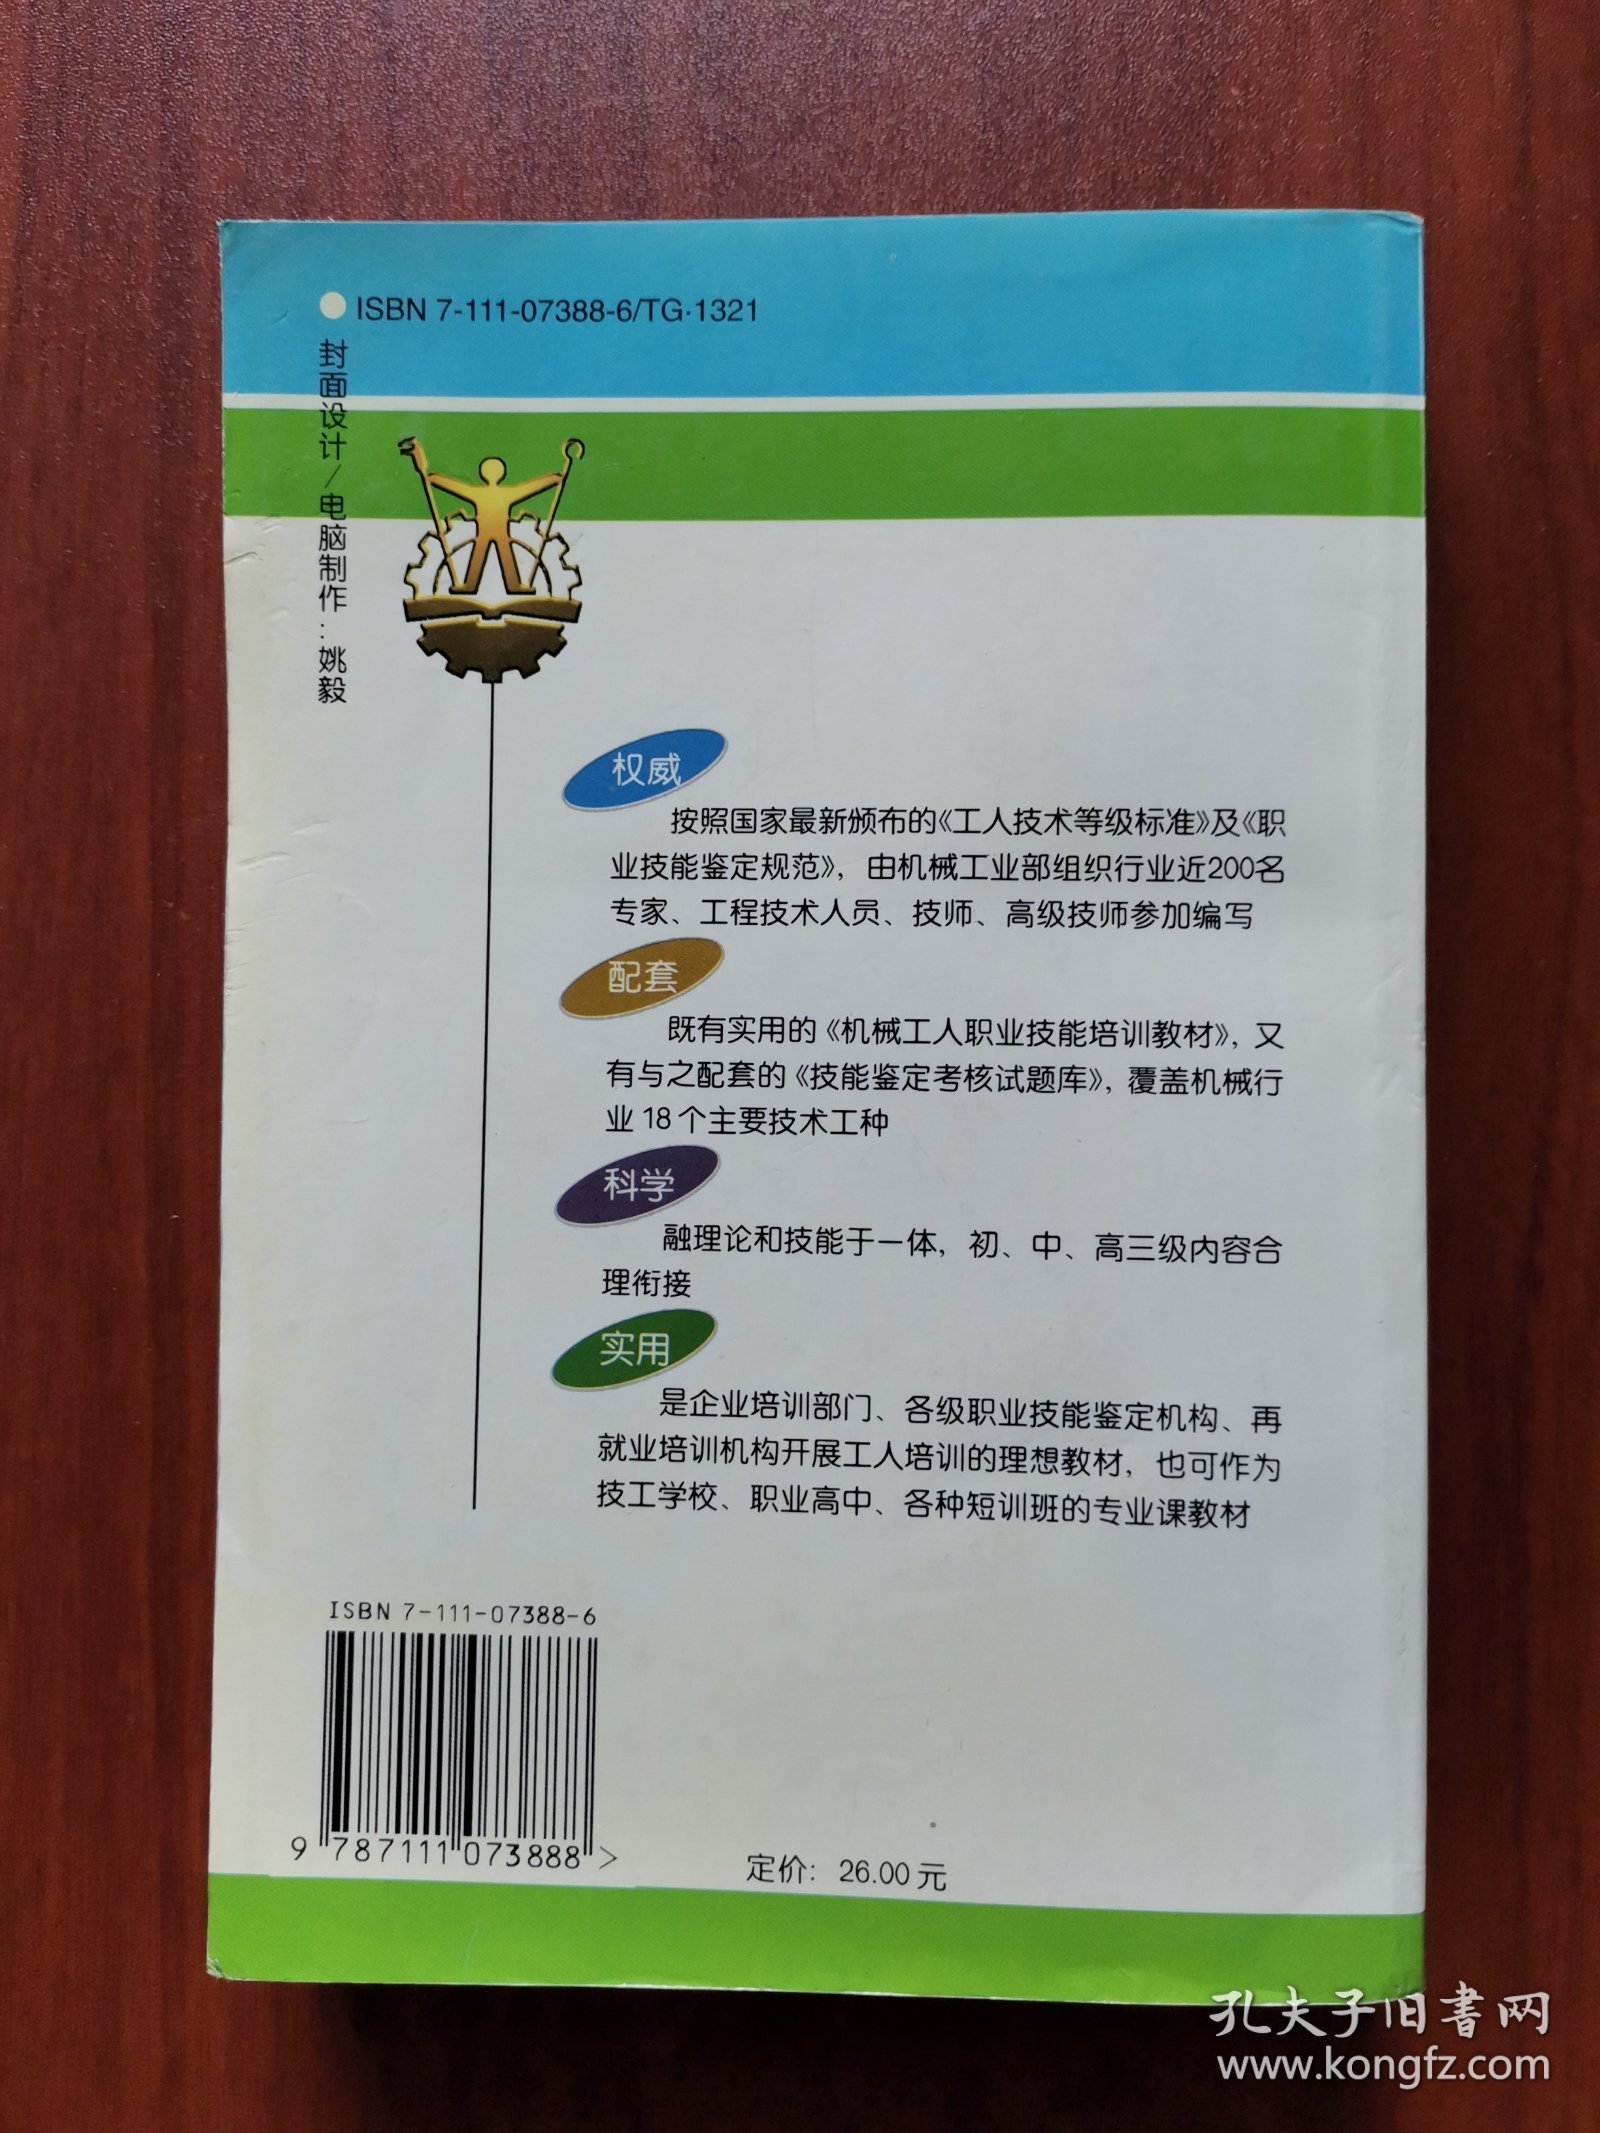 ISBN 7-111-07388-6/TG·1321
封面设计/电脑制作:姚毅
权威
按照国家最新颁布的《工人技术等级标准》及《职
业技能鉴定规范》，由机械工业部组织行业近200名
专家、工程技术人员、技师、高级技师参加编写
配套
既有实用的《机械工人职业技能培训教材》，又
有与之配套的《技能鉴定考核试题库》，覆盖机械行
业18个主要技术工种
科学
融理论和技能于一体，初、中、高三级内容合
理衔接
实用
是企业培训部门、各级职业技能鉴定机构、再
就业培训机构开展工人培训的理想教材，也可作为
技工学校、职业高中、各种短训班的专业课教材
ISBN 7-111-07388-6
9 787111 073888 >
定价：26.00元
孔夫子旧书网
www.kongfz.com